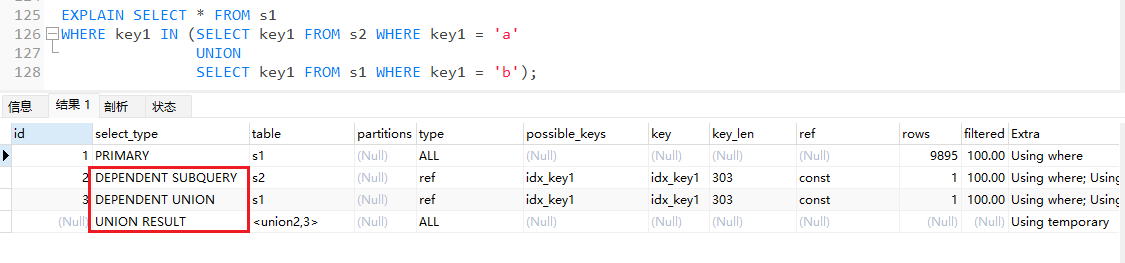 125 EXPLAIN SELECT * FROM s1
126 WHERE key1 IN (SELECT key1 FROM s2 WHERE key1 = 'a'
127 UNION
128 SELECT key1 FROM s1 WHERE key1 = 'b');
信息 结果 1 剖析 状态
id select_type table partitions type possible_keys key key_len ref rows filtered Extra
1 PRIMARY s1 (Null) ALL (Null) (Null) (Null) (Null) 9895 100.00 Using where
2 DEPENDENT SUBQUERY s2 (Null) ref idx_key1 idx_key1 303 const 1 100.00 Using where; Using
3 DEPENDENT UNION s1 (Null) ref idx_key1 idx_key1 303 const 1 100.00 Using where; Using
(Null) UNION RESULT <union2,3> (Null) ALL (Null) (Null) (Null) (Null) (Null) (Null) Using temporary